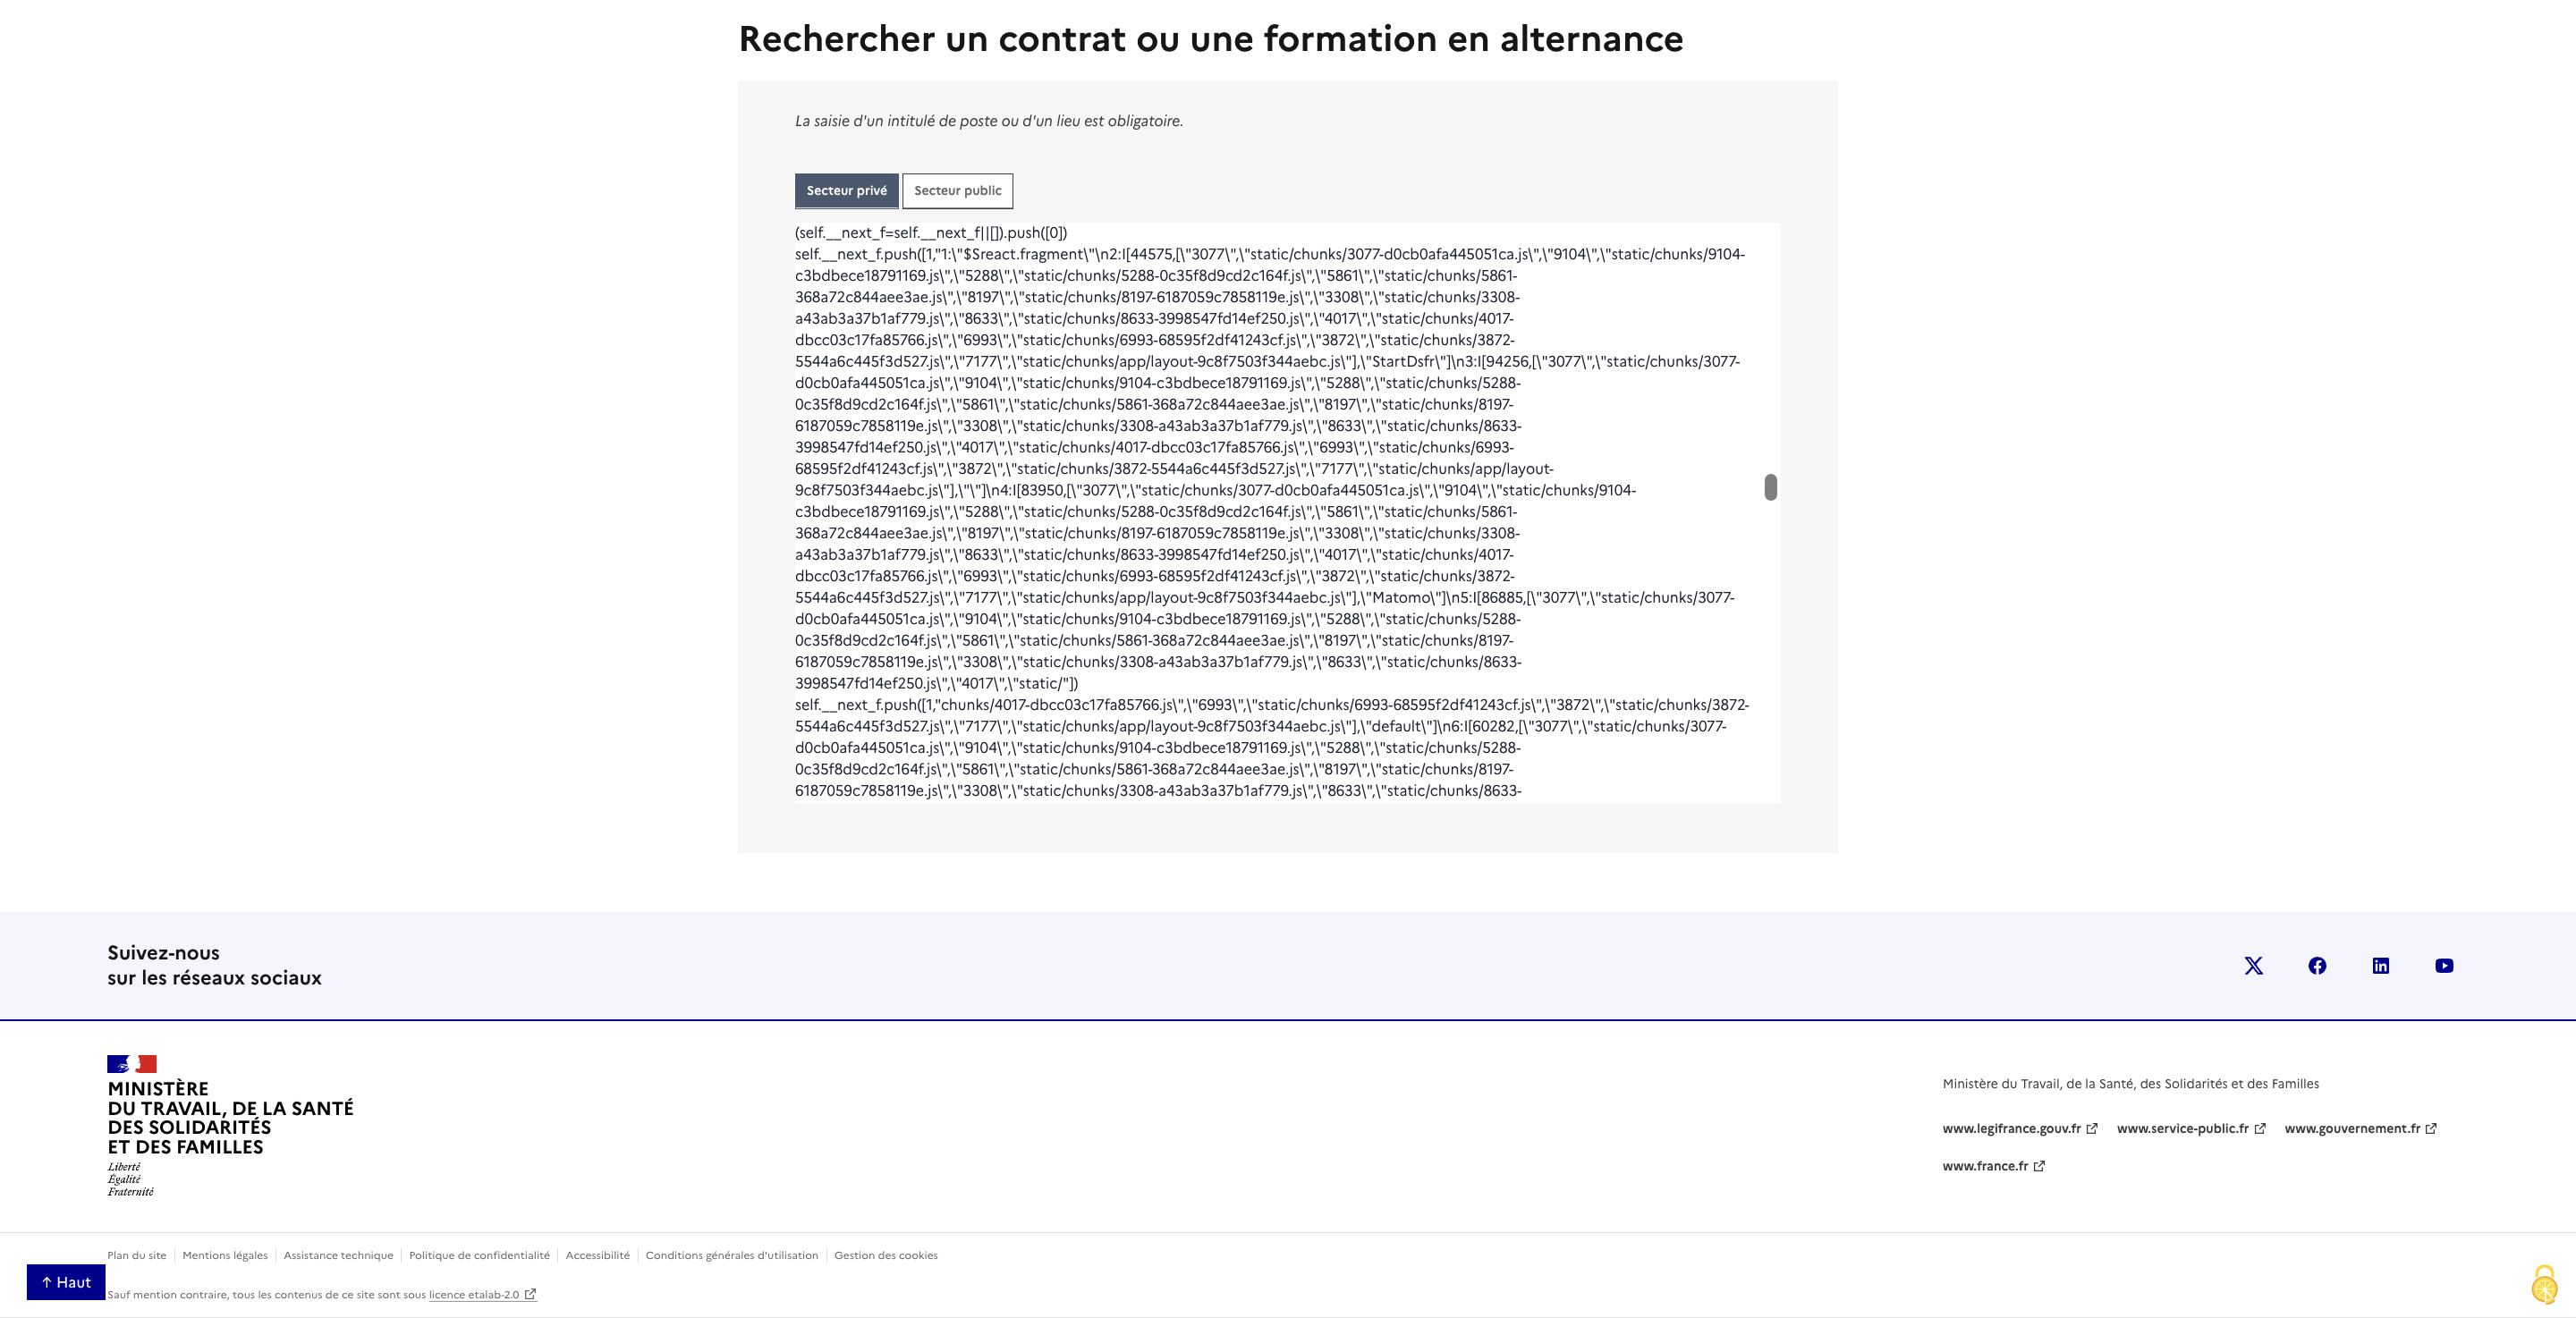 Rechercher un contrat ou une formation en alternance
La saisie d'un intitulé de poste ou d'un lieu est obligatoire.
Secteur privé
Secteur public
(self.__next_f=self.__next_f||[]).push([0])
self.__next_f.push([1,"1:\"$Sreact.fragment\"\n2:I[44575,[\"3077\",\"static/chunks/3077-d0cb0afa445051ca.js\",\"9104\",\"static/chunks/9104-
c3bdbece18791169.js\",\"5288\",\"static/chunks/5288-0c35f8d9cd2c164f.js\",\"5861\",\"static/chunks/5861-
368a72c844aee3ae.js\",\"8197\",\"static/chunks/8197-6187059c7858119e.js\",\"3308\",\"static/chunks/3308-
a43ab3a37b1af779.js\",\"8633\",\"static/chunks/8633-3998547fd14ef250.js\",\"4017\",\"static/chunks/4017-
dbcc03c17fa85766.js\",\"6993\",\"static/chunks/6993-68595f2df41243cf.js\",\"3872\",\"static/chunks/3872-
5544a6c445f3d527.js\",\"7177\",\"static/chunks/app/layout-9c8f7503f344aebc.js\"],\"StartDsfr\"]\n3:I[94256,[\"3077\",\"static/chunks/3077-
d0cb0afa445051ca.js\",\"9104\",\"static/chunks/9104-c3bdbece18791169.js\",\"5288\",\"static/chunks/5288-
0c35f8d9cd2c164f.js\",\"5861\",\"static/chunks/5861-368a72c844aee3ae.js\",\"8197\",\"static/chunks/8197-
6187059c7858119e.js\",\"3308\",\"static/chunks/3308-a43ab3a37b1af779.js\",\"8633\",\"static/chunks/8633-
3998547fd14ef250.js\",\"4017\",\"static/chunks/4017-dbcc03c17fa85766.js\",\"6993\",\"static/chunks/6993-
68595f2df41243cf.js\",\"3872\",\"static/chunks/3872-5544a6c445f3d527.js\",\"7177\",\"static/chunks/app/layout-
9c8f7503f344aebc.js\"],\"\"]\n4:I[83950,[\"3077\",\"static/chunks/3077-d0cb0afa445051ca.js\",\"9104\",\"static/chunks/9104-
c3bdbece18791169.js\",\"5288\",\"static/chunks/5288-0c35f8d9cd2c164f.js\",\"5861\",\"static/chunks/5861-
368a72c844aee3ae.js\",\"8197\",\"static/chunks/8197-6187059c7858119e.js\",\"3308\",\"static/chunks/3308-
a43ab3a37b1af779.js\",\"8633\",\"static/chunks/8633-3998547fd14ef250.js\",\"4017\",\"static/chunks/4017-
dbcc03c17fa85766.js\",\"6993\",\"static/chunks/6993-68595f2df41243cf.js\",\"3872\",\"static/chunks/3872-
5544a6c445f3d527.js\",\"7177\",\"static/chunks/app/layout-9c8f7503f344aebc.js\"],\"Matomo\"]\n5:I[86885,[\"3077\",\"static/chunks/3077-
d0cb0afa445051ca.js\",\"9104\",\"static/chunks/9104-c3bdbece18791169.js\",\"5288\",\"static/chunks/5288-
0c35f8d9cd2c164f.js\",\"5861\",\"static/chunks/5861-368a72c844aee3ae.js\",\"8197\",\"static/chunks/8197-
6187059c7858119e.js\",\"3308\",\"static/chunks/3308-a43ab3a37b1af779.js\",\"8633\",\"static/chunks/8633-
3998547fd14ef250.js\",\"4017\",\"static/"])
self.__next_f.push([1,"chunks/4017-dbcc03c17fa85766.js\",\"6993\",\"static/chunks/6993-68595f2df41243cf.js\",\"3872\",\"static/chunks/3872-
5544a6c445f3d527.js\",\"7177\",\"static/chunks/app/layout-9c8f7503f344aebc.js\"],\"default\"]\n6:I[60282,[\"3077\",\"static/chunks/3077-
d0cb0afa445051ca.js\",\"9104\",\"static/chunks/9104-c3bdbece18791169.js\",\"5288\",\"static/chunks/5288-
0c35f8d9cd2c164f.js\",\"5861\",\"static/chunks/5861-368a72c844aee3ae.js\",\"8197\",\"static/chunks/8197-
6187059c7858119e.js\",\"3308\",\"static/chunks/3308-a43ab3a37b1af779.js\",\"8633\",\"static/chunks/8633-
Suivez-nous
sur les réseaux sociaux
MINISTÈRE
DU TRAVAIL, DE LA SANTÉ
DES SOLIDARITÉS
ET DES FAMILLES
Liberté
Égalité
Fraternité
Ministère du Travail, de la Santé, des Solidarités et des Familles
www.legifrance.gouv.fr www.service-public.fr www.gouvernement.fr
www.france.fr
Plan du site Mentions légales Assistance technique Politique de confidentialité Accessibilité Conditions générales d'utilisation Gestion des cookies
↑ Haut
Sauf mention contraire, tous les contenus de ce site sont sous licence etalab-2.0